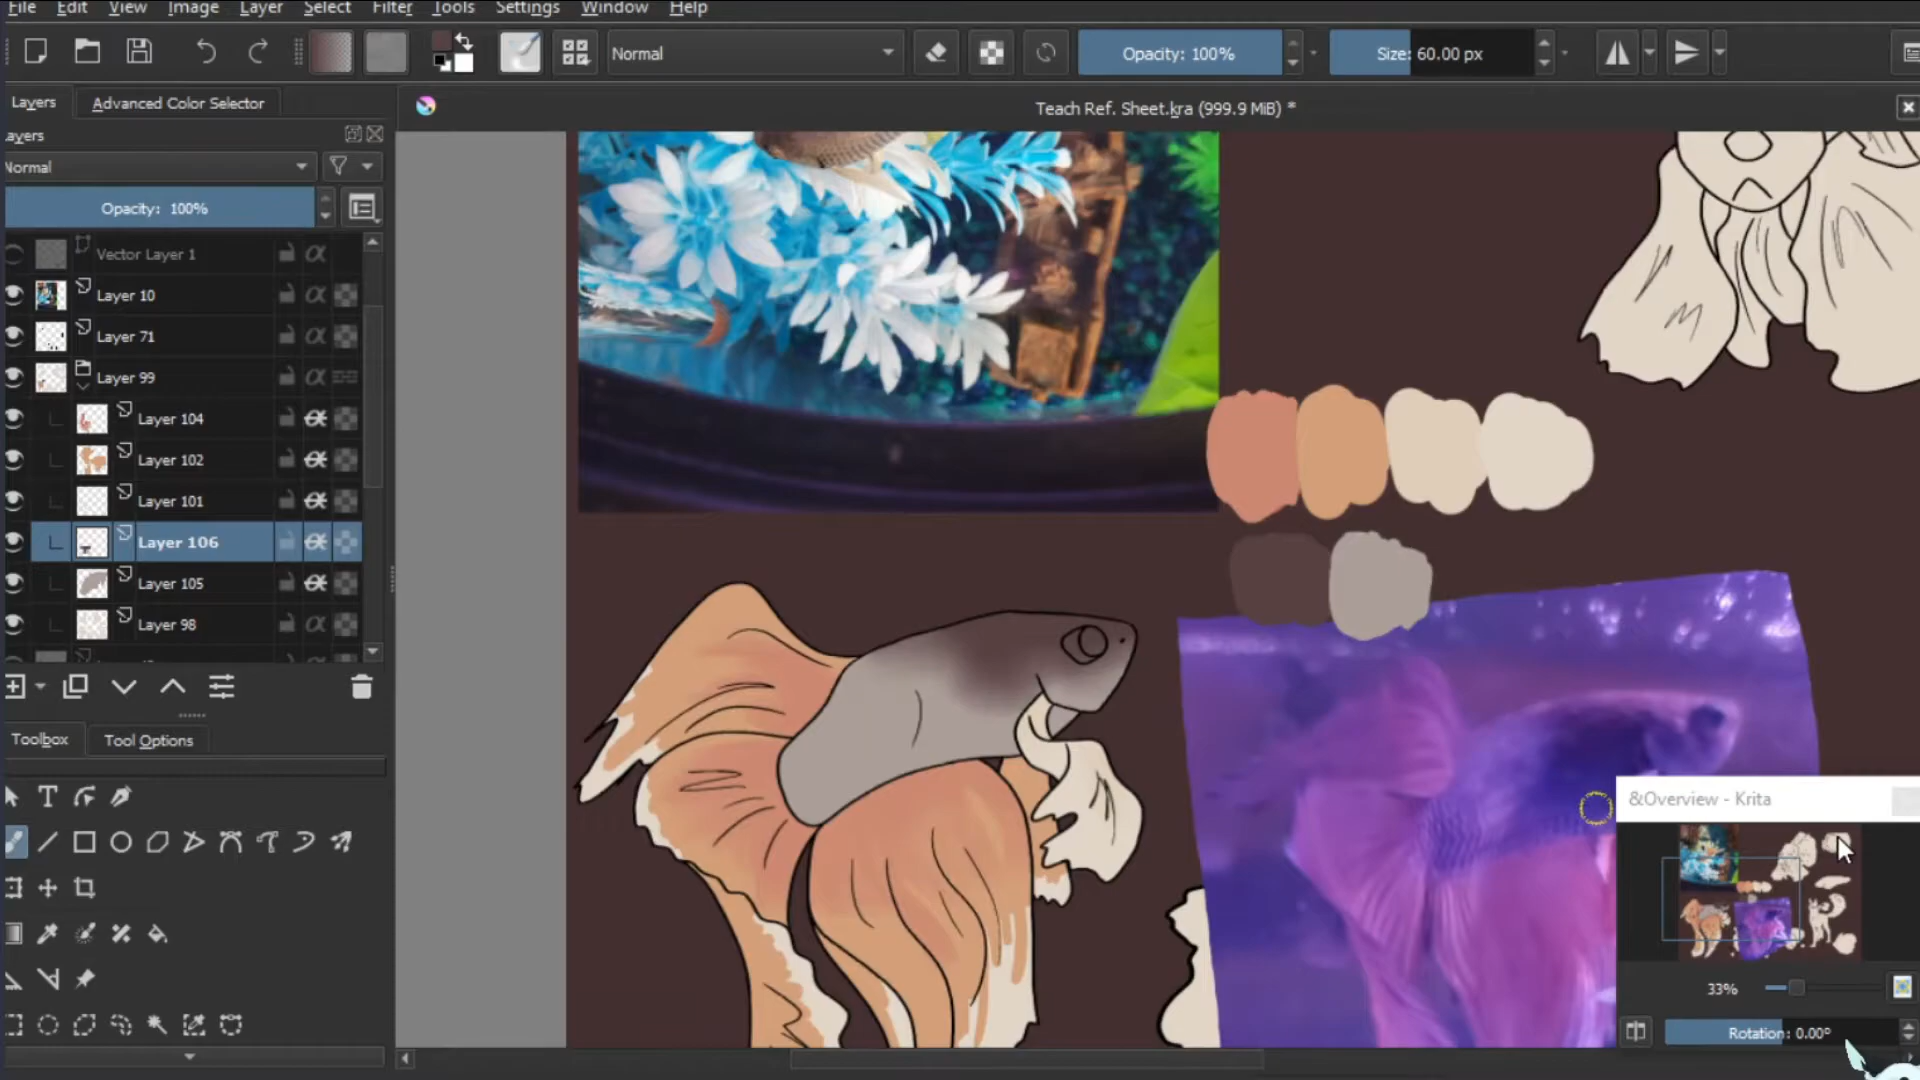 File Edit View Image Layer Select Filter Tools Settings Window Help
Normal
Opacity: 100%
Size: 60.00 px
Layers
Advanced Color Selector
Teach Ref. Sheet.kra (999.9 MiB) *
ayers
Normal
Opacity: 100%
Vector Layer 1
Layer 10
Layer 71
Layer 99
Layer 104
Layer 102
Layer 101
Layer 106
Layer 105
Layer 98
Toolbox
Tool Options
&Overview - Krita
33%
Rotation: 0.00°